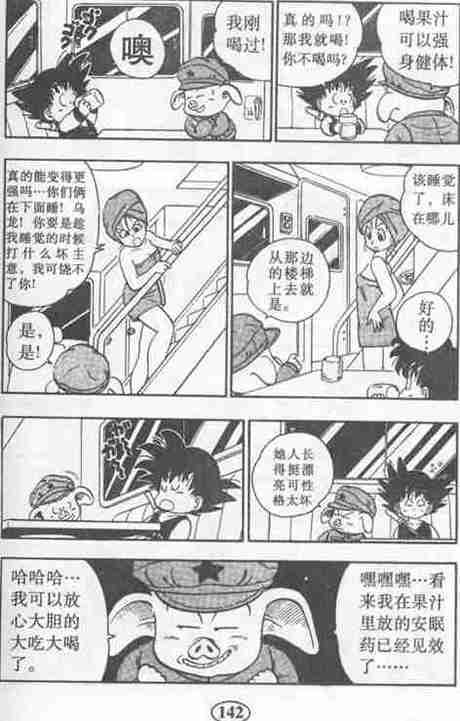 喝果汁
可以强
身健体!
真的吗!?
那我就喝!
你不喝吗?
我刚
喝过!
噢
该睡觉
了，床
在哪儿
从那边
的楼梯
上去就
是。
好
的…
真的能变得更
强吗…你们俩
在下面睡！乌
龙！你要是趁
我睡觉的时候
打什么坏主
意，我可饶不
了你!
是，
是!
她人长
得挺漂
亮可性
格太坏
嘿嘿嘿…看
来我在果汁
里放的安眠
药已经见效
了……
哈哈哈…
我可以放
心大胆的
大吃大喝
了。
142